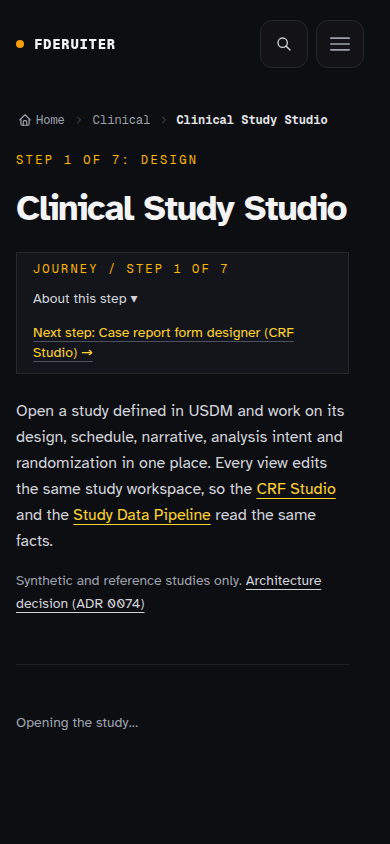 FDERUITER
Home > Clinical > Clinical Study Studio
STEP 1 OF 7: DESIGN
Clinical Study Studio
JOURNEY / STEP 1 OF 7
About this step ▾
Next step: Case report form designer (CRF
Studio) →
Open a study defined in USDM and work on its
design, schedule, narrative, analysis intent and
randomization in one place. Every view edits
the same study workspace, so the CRF Studio
and the Study Data Pipeline read the same
facts.
Synthetic and reference studies only. Architecture
decision (ADR 0074)
Opening the study…